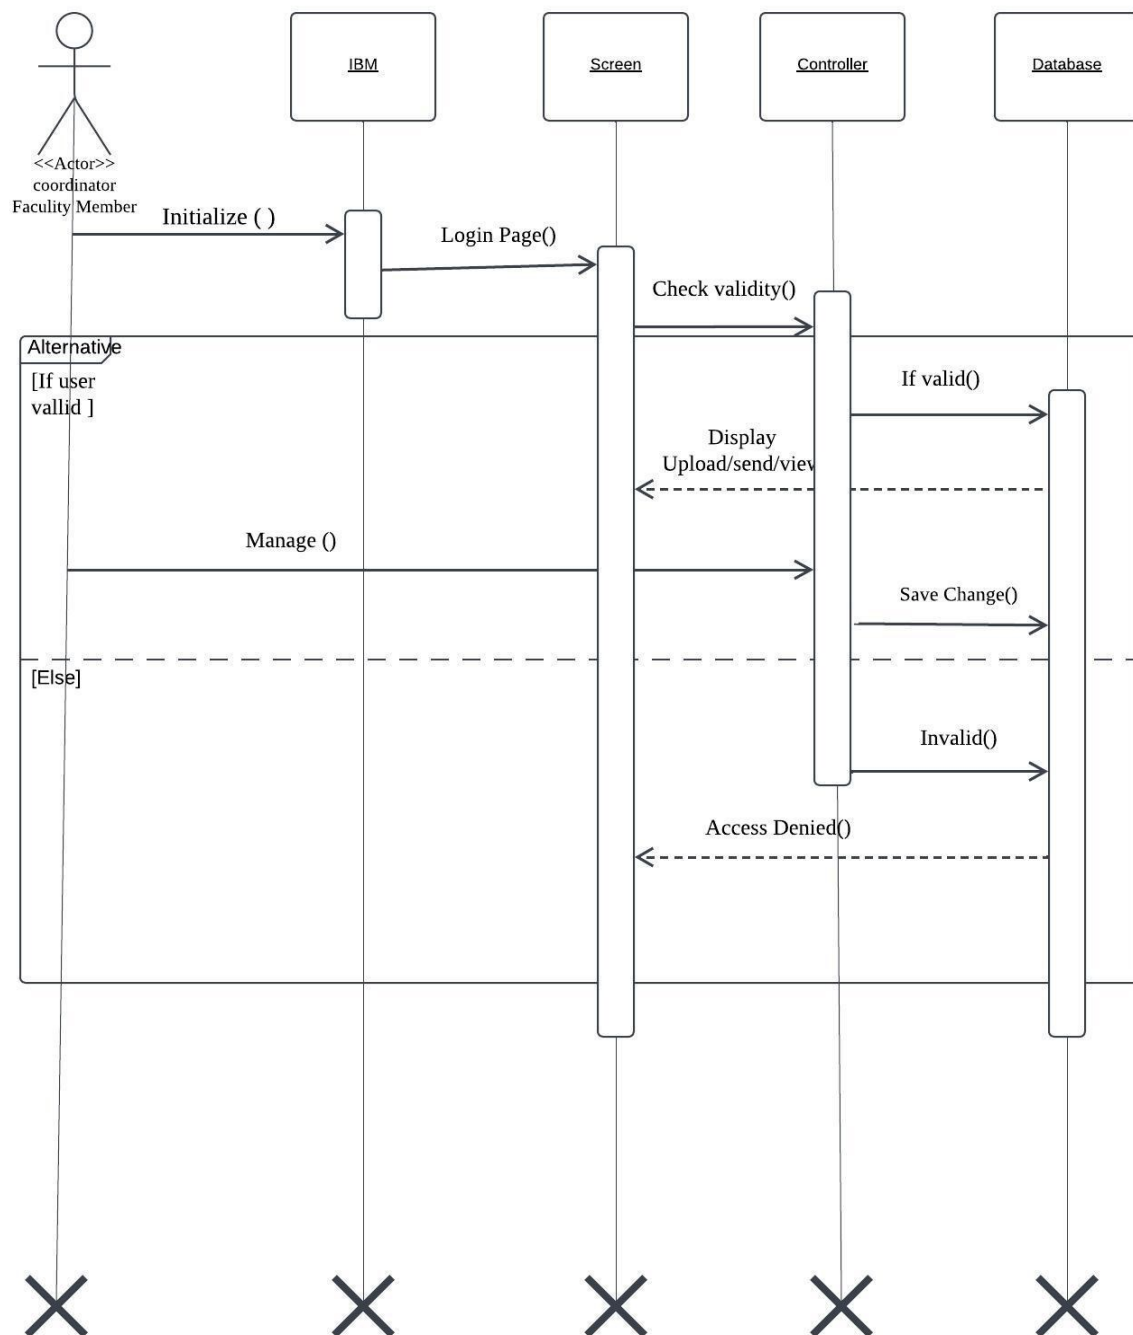 IBM
Screen
Controller
Database
<<Actor>>
coordinator
Faculity Member
Initialize ( )
Login Page()
Check validity()
Alternative
[If user
vallid ]
If valid()
Display
Upload/send/view
Manage ()
Save Change()
[Else]
Invalid()
Access Denied()